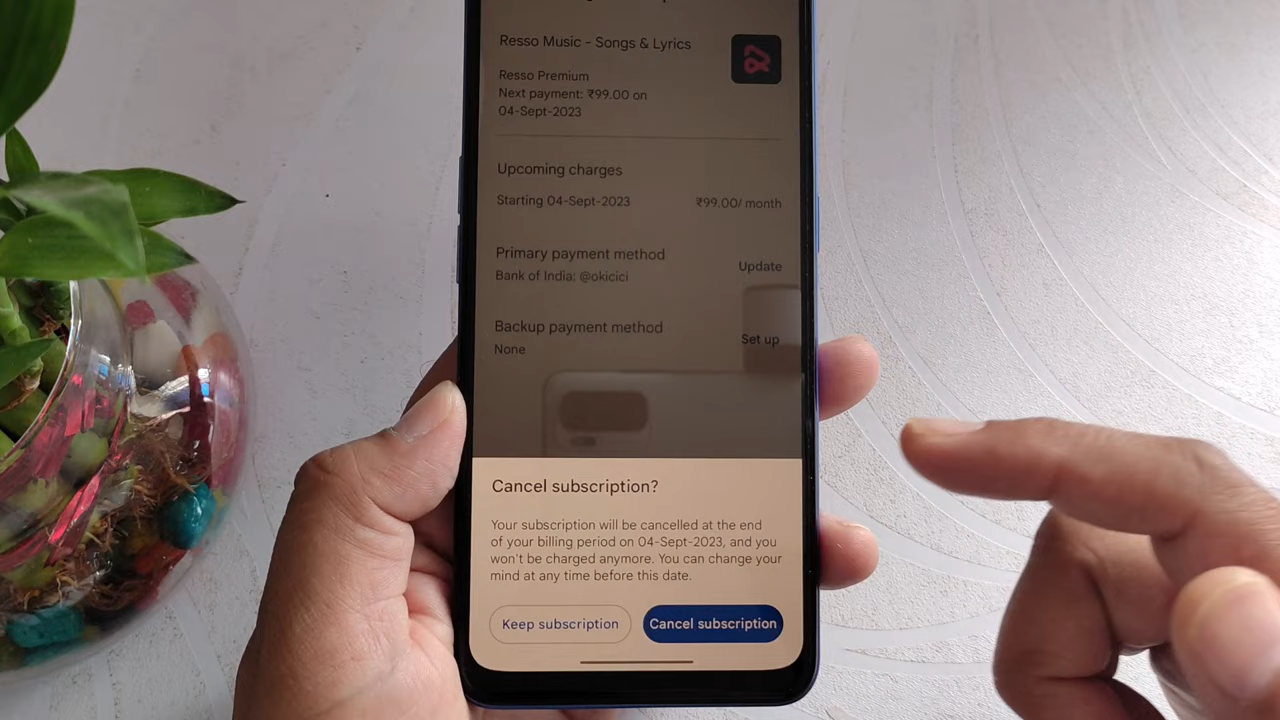 Resso Music - Songs & Lyrics
Resso Premium
Next payment: ₹99.00 on
04-Sept-2023
Upcoming charges
Starting 04-Sept-2023 ₹99.00/ month
Primary payment method
Bank of India: @okicici Update
Backup payment method
None Set up
Cancel subscription?
Your subscription will be cancelled at the end
of your billing period on 04-Sept-2023, and you
won't be charged anymore. You can change your
mind at any time before this date.
Keep subscription Cancel subscription